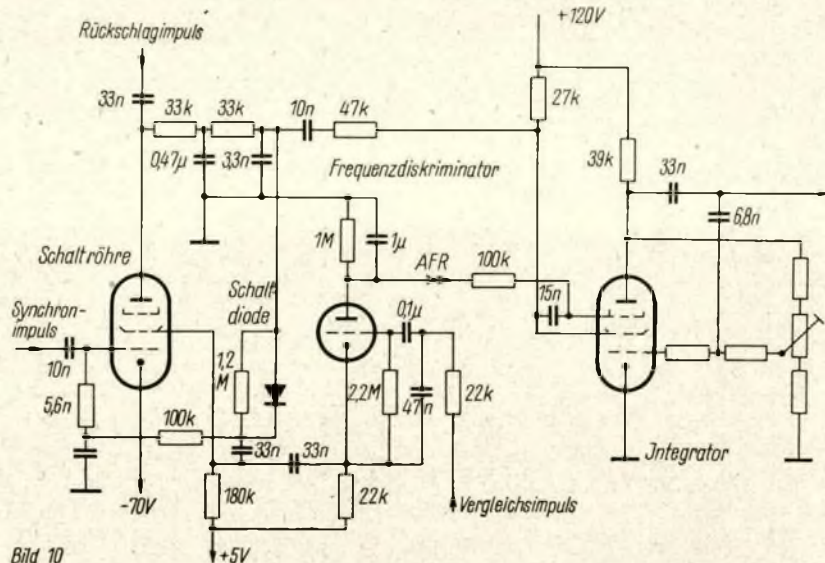 Rückschlagimpuls
+120V
33n
33k
33k
10n
47k
27k
0,47µ
3,3n
Frequenzdiskriminator
39k
33n
6,8n
1M
1µ
AFR
100k
Schaltröhre
Schalt-
diode
15n
Synchron-
impuls
0,1µ
10n
1,2
M
2,2M
47n
22k
5,6n
100k
33n
33n
Integrator
-70V
180k
22k
Vergleichsimpuls
+5V
Bild 10